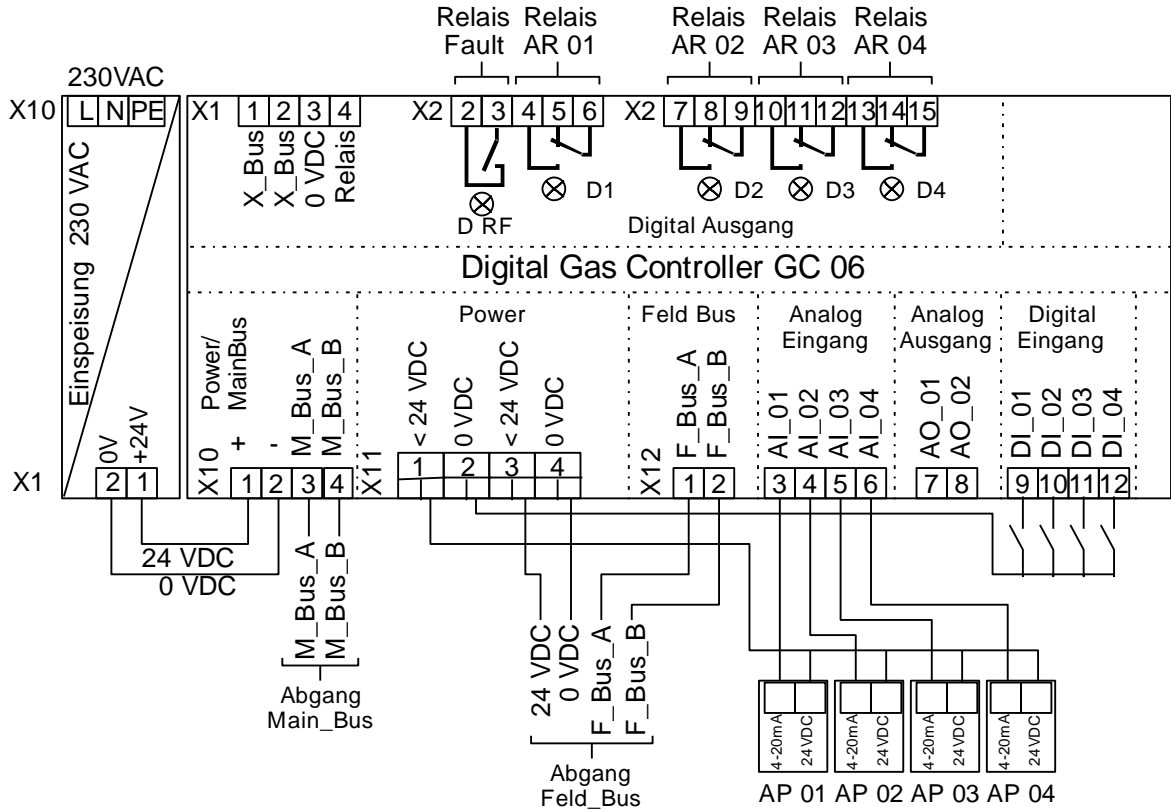 Relais Relais Relais Relais Relais
Fault AR 01 AR 02 AR 03 AR 04
230VAC
X10 L N PE X1 1 2 3 4 X2 2 3 4 5 6 X2 7 8 9 10 11 12 13 14 15
Einspeisung 230 VAC
X_Bus
X_Bus
0 VDC
Relais
D RF
D1
D2
D3
D4
Digital Ausgang
Digital Gas Controller GC 06
Power/
MainBus
Power
Feld Bus
Analog
Eingang
Analog
Ausgang
Digital
Eingang
+
-
M_Bus_A
M_Bus_B
< 24 VDC
0 VDC
< 24 VDC
0 VDC
F_Bus_A
F_Bus_B
AI_01
AI_02
AI_03
AI_04
AO_01
AO_02
DI_01
DI_02
DI_03
DI_04
0V
+24V
X1 2 1 X10 1 2 3 4 X11 1 2 3 4 X12 1 2 3 4 5 6 7 8 9 10 11 12
24 VDC
0 VDC
M_Bus_A
M_Bus_B
Abgang
Main_Bus
24 VDC
0 VDC
F_Bus_A
F_Bus_B
Abgang
Feld_Bus
4-20mA
24VDC
4-20mA
24VDC
4-20mA
24VDC
4-20mA
24VDC
AP 01 AP 02 AP 03 AP 04